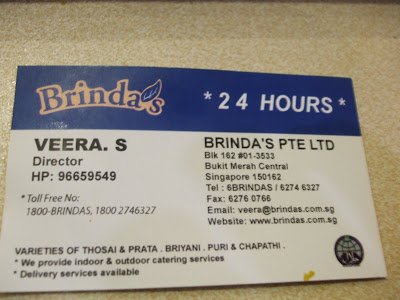 Brinda's
* 24 HOURS *
VEERA. S
Director
HP: 96659549
* Toll Free No:
1800-BRINDAS, 1800 2746327
BRINDA'S PTE LTD
Blk 162 #01-3533
Bukit Merah Central
Singapore 150162
Tel : 6BRINDAS / 6274 6327
Fax: 6276 0766
Email: veera@brindas.com.sg
Website: www.brindas.com.sg
VARIETIES OF THOSAI & PRATA . BRIYANI . PURI & CHAPATHI .
* We provide indoor & outdoor catering services
* Delivery services available